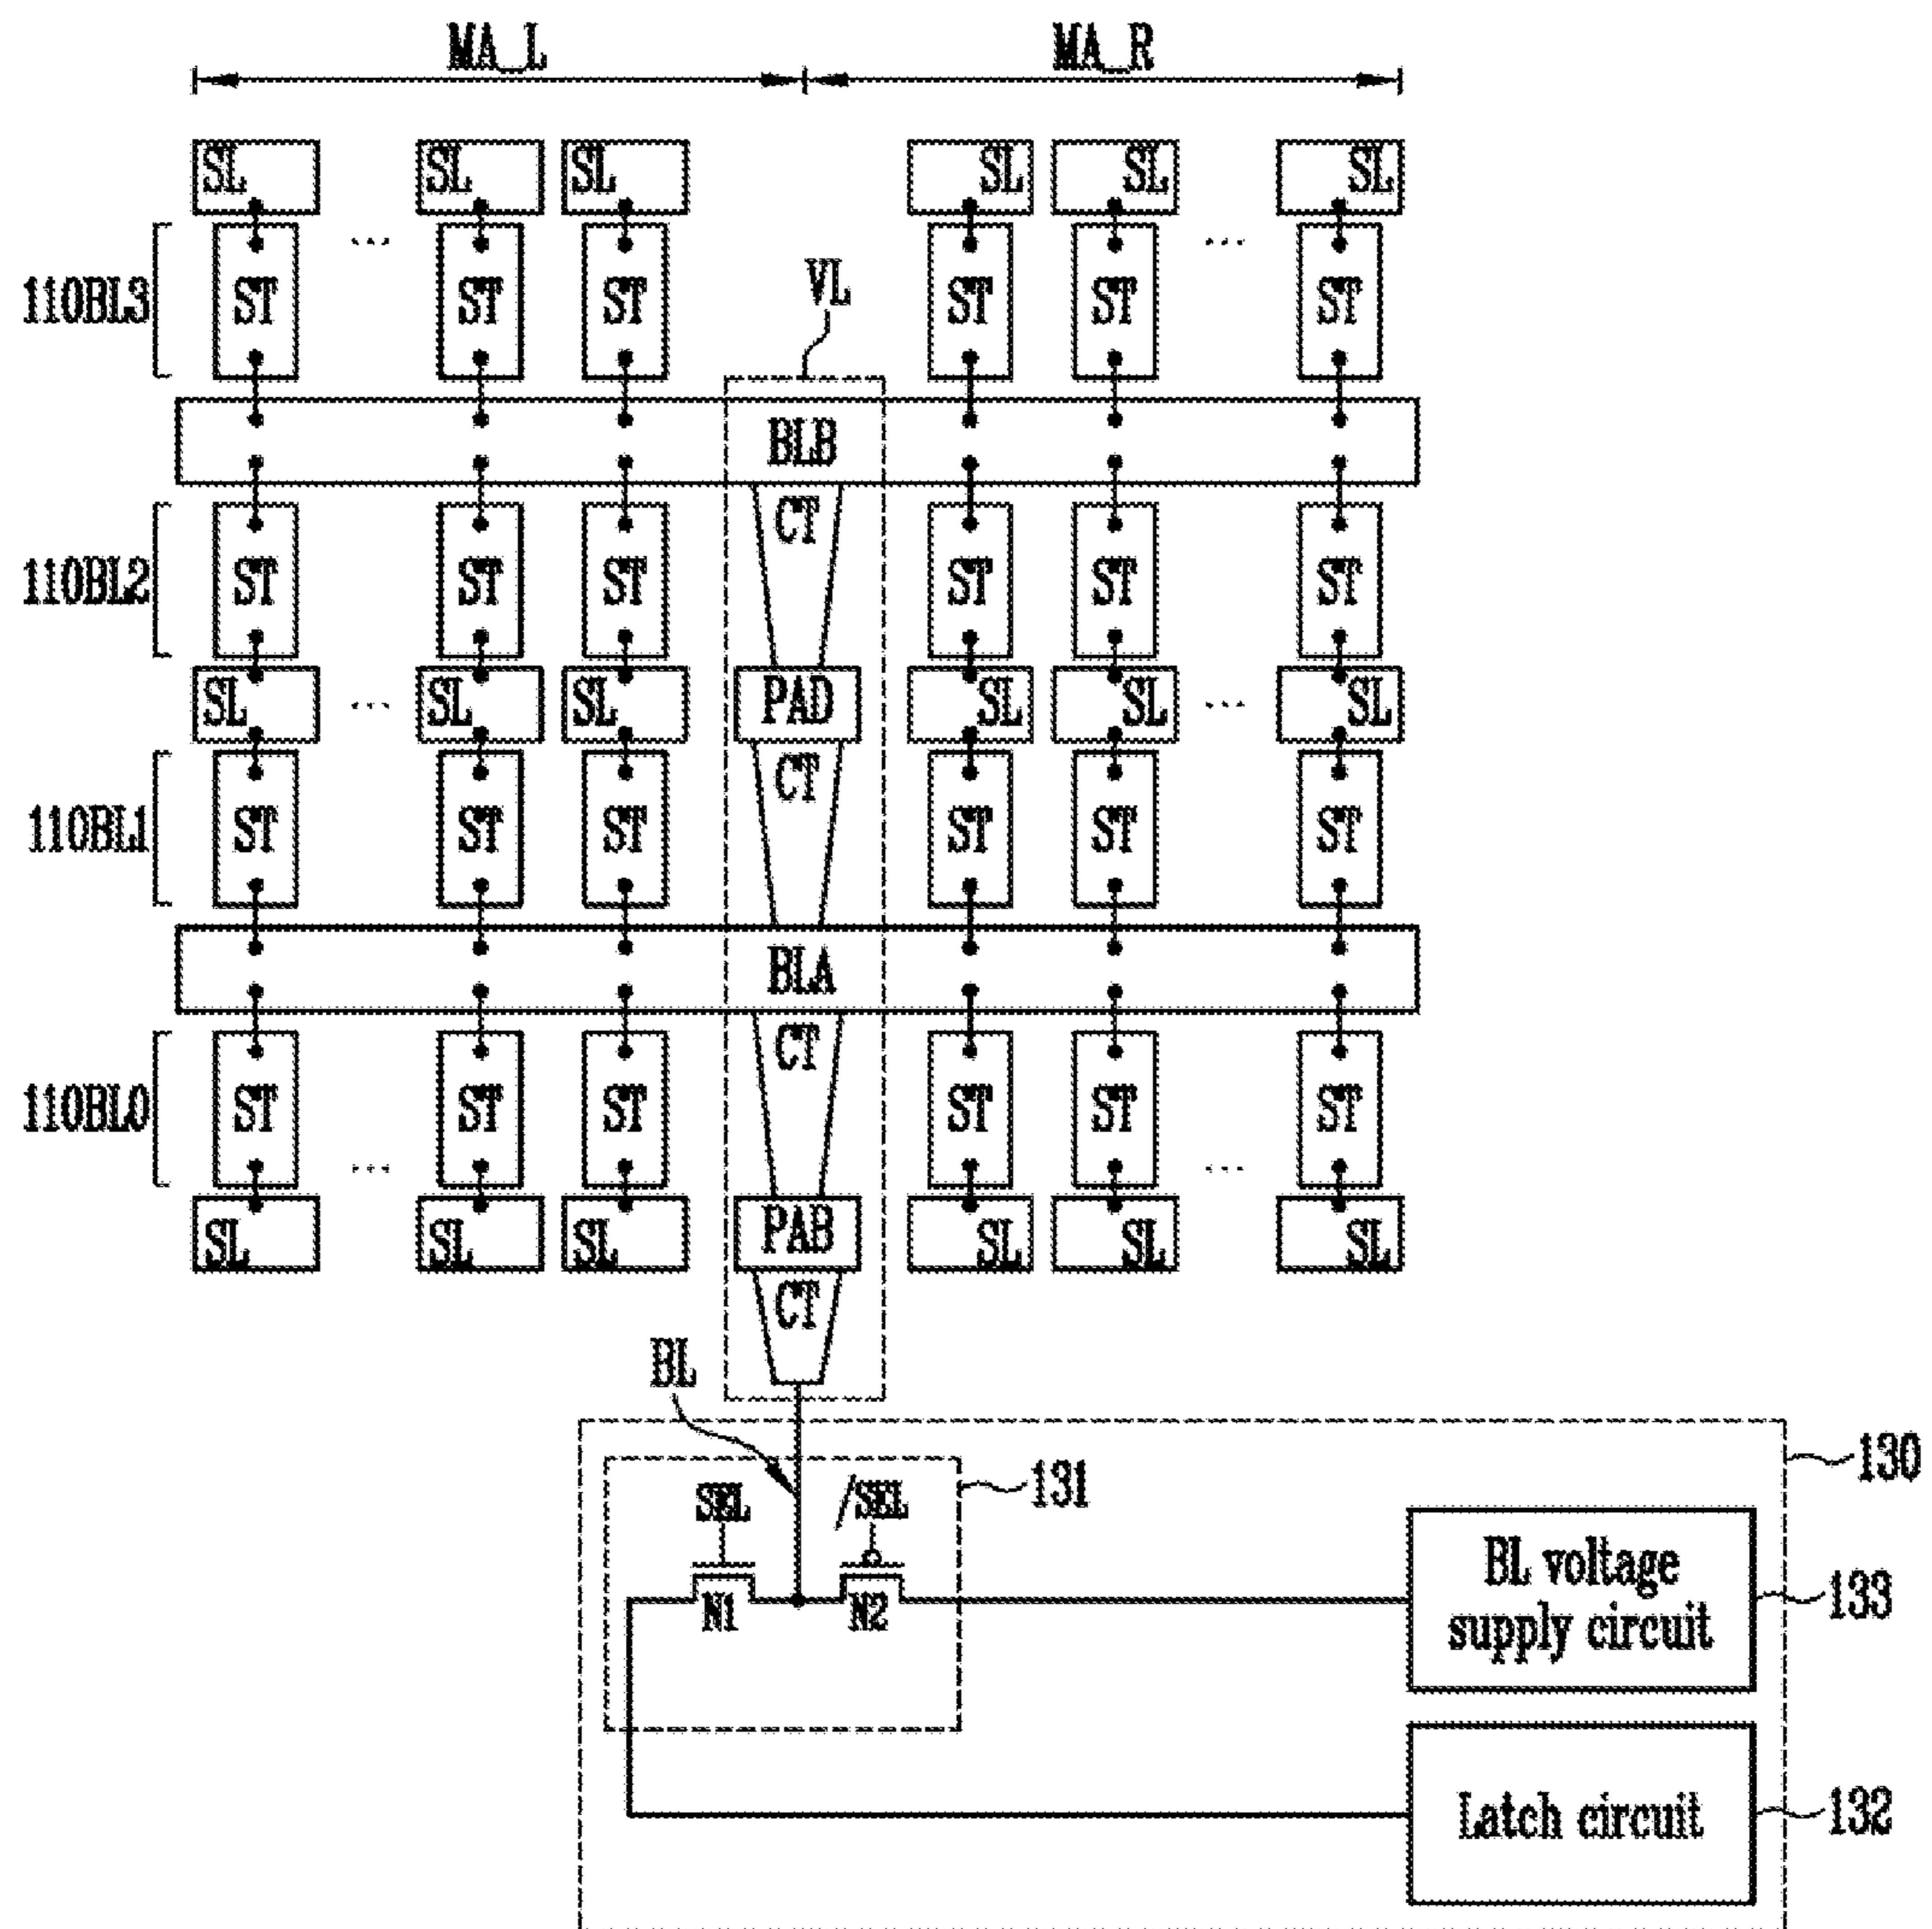 MA_L MA_R
SL SL SL SL SL SL
110BL3 ST ... ST ST VL ST ST ... ST
BLB
CT
110BL2 ST ST ST ST ST ST
SL ... SL SL PAD SL SL ... SL
CT
110BL1 ST ST ST ST ST ST
BLA
CT
110BL0 ST ... ST ST ST ST ... ST
SL SL SL PAB SL SL SL
CT
BL
130
SEL /SEL 131
N1 N2
BL voltage
supply circuit 133
Latch circuit 132